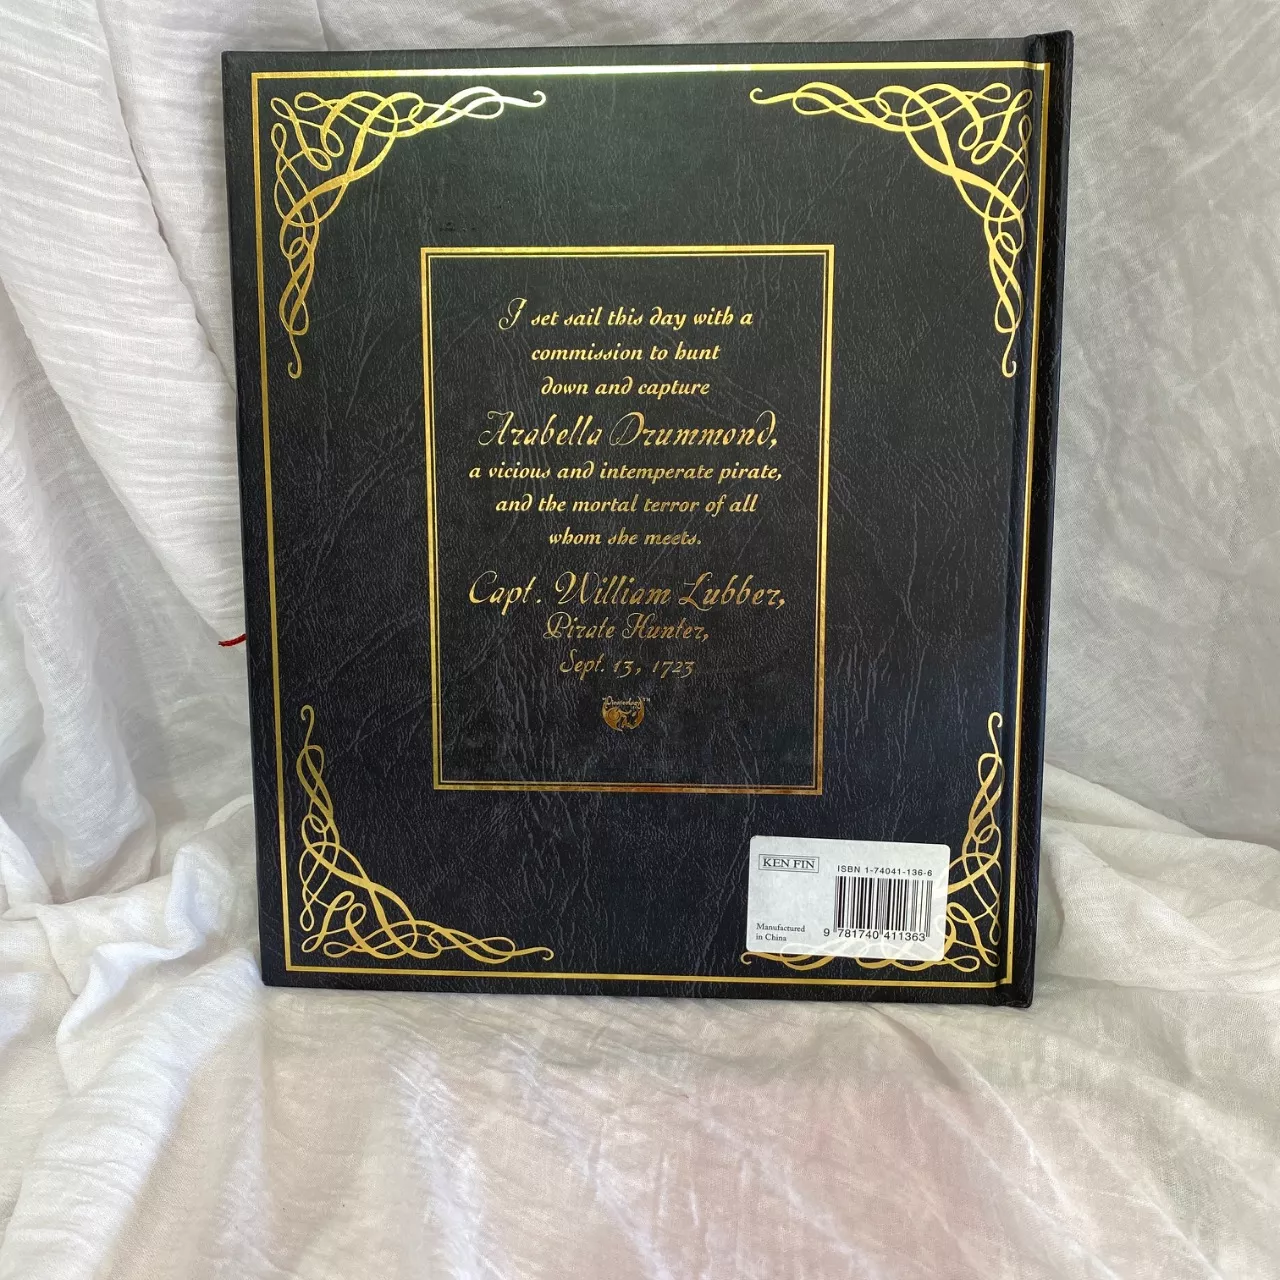 I set sail this day with a
commission to hunt
down and capture
Arabella Drummond,
a vicious and intemperate pirate,
and the mortal terror of all
whom she meets.
Capt. William Lubber,
Pirate Hunter,
Sept. 13, 1723
Pirateology™
KEN FIN
ISBN 1-74041-136-6
Manufactured
in China
9 781740 411363